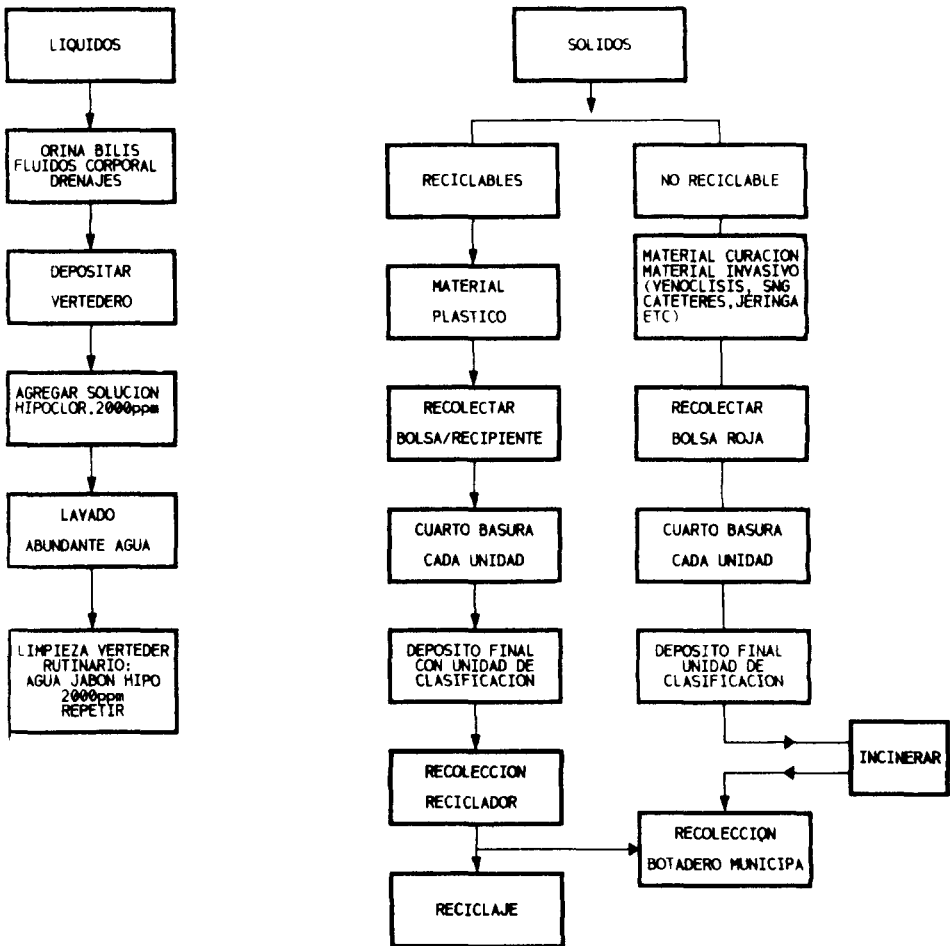 LIQUIDOS
ORINA BILIS
FLUIDOS CORPORAL
DRENAJES
DEPOSITAR
VERTEDERO
AGREGAR SOLUCION
HIPOCLOR.2000ppm
LAVADO
ABUNDANTE AGUA
LIMPIEZA VERTEDER
RUTINARIO:
AGUA JABON HIPO
2000ppm
REPETIR
SOLIDOS
RECICLABLES
MATERIAL
PLASTICO
RECOLECTAR
BOLSA/RECIPIENTE
CUARTO BASURA
CADA UNIDAD
DEPOSITO FINAL
CON UNIDAD DE
CLASIFICACION
RECOLECCION
RECICLADOR
RECICLAJE
NO RECICLABLE
MATERIAL CURACION
MATERIAL INVASIVO
(VENOCLISIS, SNG
CATETERES,JERINGA
ETC)
RECOLECTAR
BOLSA ROJA
CUARTO BASURA
CADA UNIDAD
DEPOSITO FINAL
UNIDAD DE
CLASIFICACION
INCINERAR
RECOLECCION
BOTADERO MUNICIPA